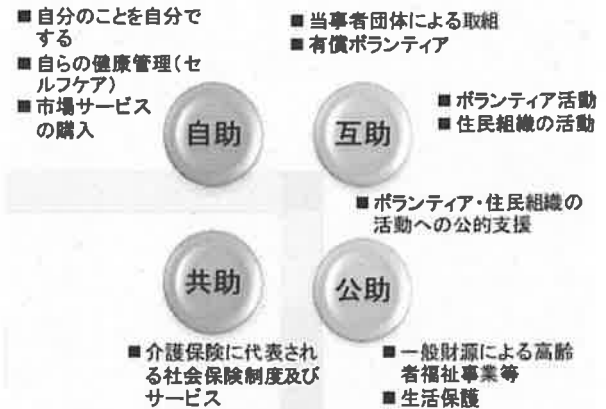 ■自分のことを自分で
する
■自らの健康管理(セ
ルフケア)
■市場サービス
の購入
■当事者団体による取組
■有償ボランティア
自助
互助
■ボランティア活動
■住民組織の活動
■ボランティア・住民組織の
活動への公的支援
共助
公助
■介護保険に代表され
る社会保険制度及び
サービス
■一般財源による高齢
者福祉事業等
■生活保護